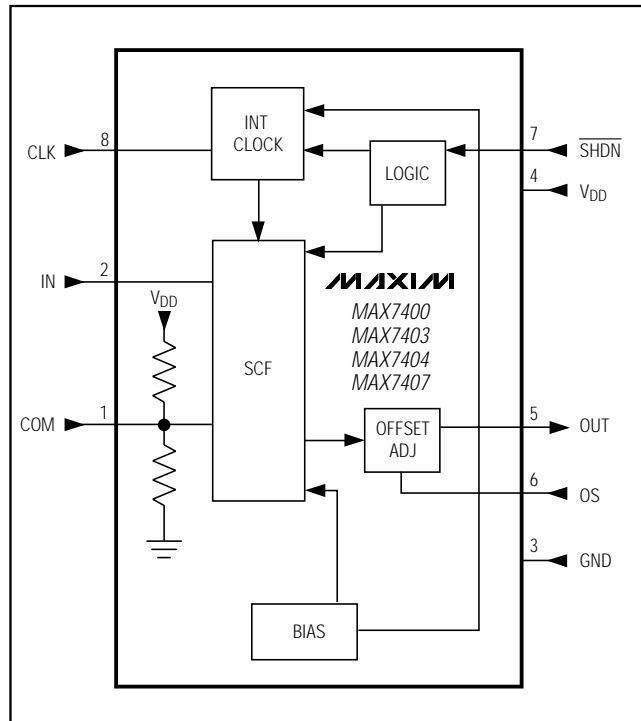 INT
CLOCK
8
CLK
7
SHDN
LOGIC
4
VDD
2
IN
VDD
MAXIM
MAX7400
MAX7403
MAX7404
MAX7407
SCF
1
COM
OFFSET
ADJ
5
OUT
6
OS
3
GND
BIAS